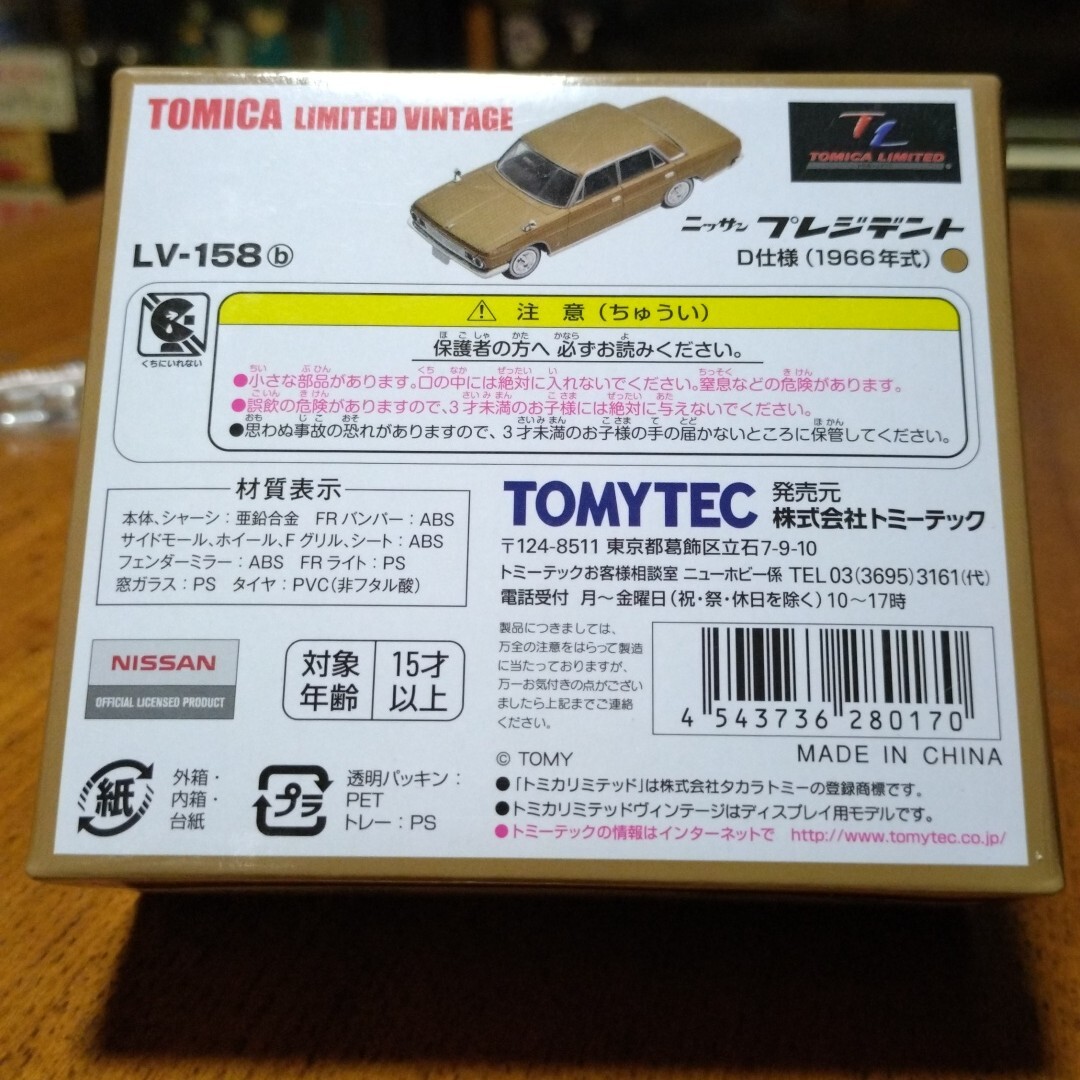 TOMICA LIMITED VINTAGE
TL
TOMICA LIMITED
LV-158 ⓑ
ニッサン プレジデント
D仕様(1966年式)
くちにいれない
⚠ 注 意(ちゅうい)
保護者の方へ 必ずお読みください。
●小さな部品があります。口の中には絶対に入れないでください。窒息などの危険があります。
●誤飲の危険がありますので、3才未満のお子様には絶対に与えないでください。
●思わぬ事故の恐れがありますので、3才未満のお子様の手の届かないところに保管してください。
材質表示
本体、シャーシ:亜鉛合金 FRバンパー:ABS
サイドモール、ホイール、Fグリル、シート:ABS
フェンダーミラー:ABS FRライト:PS
窓ガラス:PS タイヤ:PVC(非フタル酸)
TOMYTEC 発売元 株式会社トミーテック
〒124-8511 東京都葛飾区立石7-9-10
トミーテックお客様相談室 ニューホビー係 TEL 03(3695)3161(代)
電話受付 月~金曜日(祝・祭・休日を除く)10~17時
NISSAN
OFFICIAL LICENSED PRODUCT
対象年齢 15才以上
製品につきましては、
万全の注意をはらって製造
に当たっておりますが、
万一お気付きの点がござい
ましたら上記までご連絡
ください。
4 543736 280170
© TOMY
MADE IN CHINA
紙
外箱・
内箱・
台紙
プラ
透明パッキン:
PET
トレー:PS
●「トミカリミテッド」は株式会社タカラトミーの登録商標です。
●トミカリミテッドヴィンテージはディスプレイ用モデルです。
●トミーテックの情報はインターネットで http://www.tomytec.co.jp/